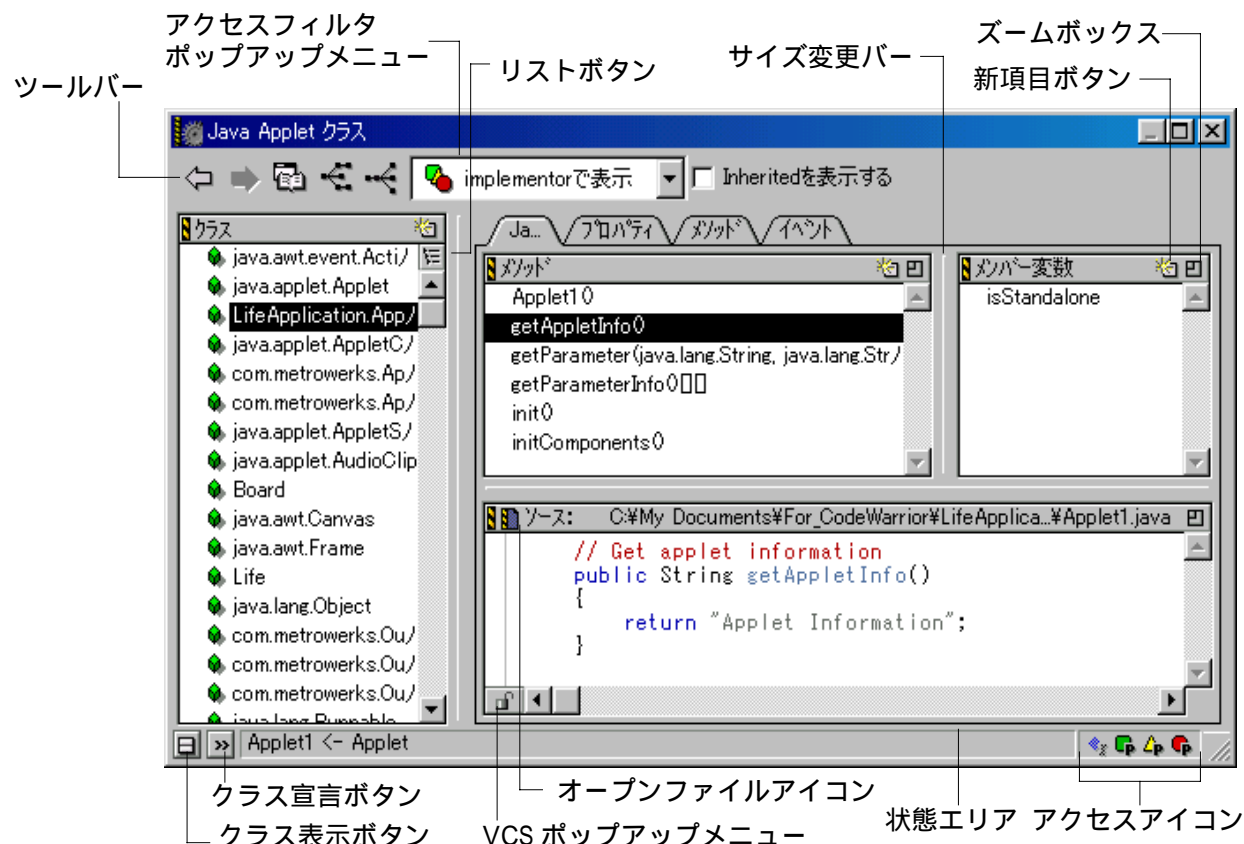 アクセスフィルタ
ポップアップメニュー
ツールバー
リストボタン
サイズ変更バー
ズームボックス
新項目ボタン
Java Applet クラス
implementorで表示
Inheritedを表示する
クラス
java.awt.event.Acti
java.applet.Applet
LifeApplication.App
java.applet.AppletC
com.metrowerks.Ap
com.metrowerks.Ap
java.applet.AppletS
java.applet.AudioClip
Board
java.awt.Canvas
java.awt.Frame
Life
java.lang.Object
com.metrowerks.Ou
com.metrowerks.Ou
com.metrowerks.Ou
java.lang.Runnable
Ja... プロパティ メソッド イベント
メソッド
Applet1()
getAppletInfo()
getParameter(java.lang.String, java.lang.Str
getParameterInfo()[][]
init()
initComponents()
メンバー変数
isStandalone
ソース: C:¥My Documents¥For_CodeWarrior¥LifeApplica...¥Applet1.java
// Get applet information
public String getAppletInfo()
{
return "Applet Information";
}
Applet1 <- Applet
クラス宣言ボタン
クラス表示ボタン
オープンファイルアイコン
VCS ポップアップメニュー
状態エリア
アクセスアイコン